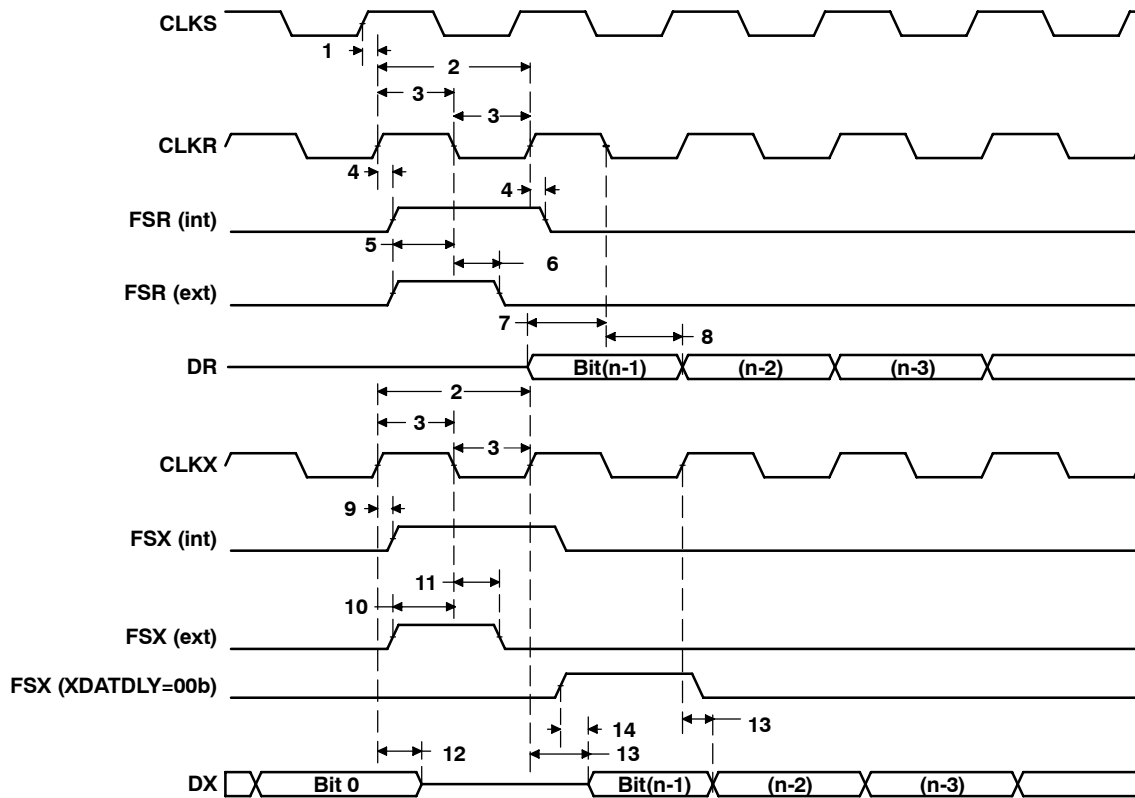 CLKS
1
2
3
3
CLKR
4
4
FSR (int)
5
6
FSR (ext)
7
8
DR Bit(n-1) (n-2) (n-3)
2
3
3
CLKX
9
FSX (int)
11
10
FSX (ext)
FSX (XDATDLY=00b)
14 13
12 13
DX Bit 0 Bit(n-1) (n-2) (n-3)